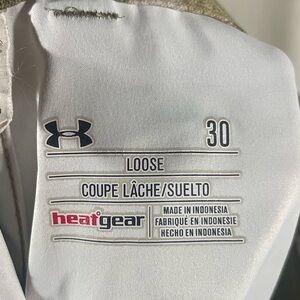 30
LOOSE
COUPE LÂCHE/SUELTO
heatgear
MADE IN INDONESIA
FABRIQUÉ EN INDONÉSIE
HECHO EN INDONESIA